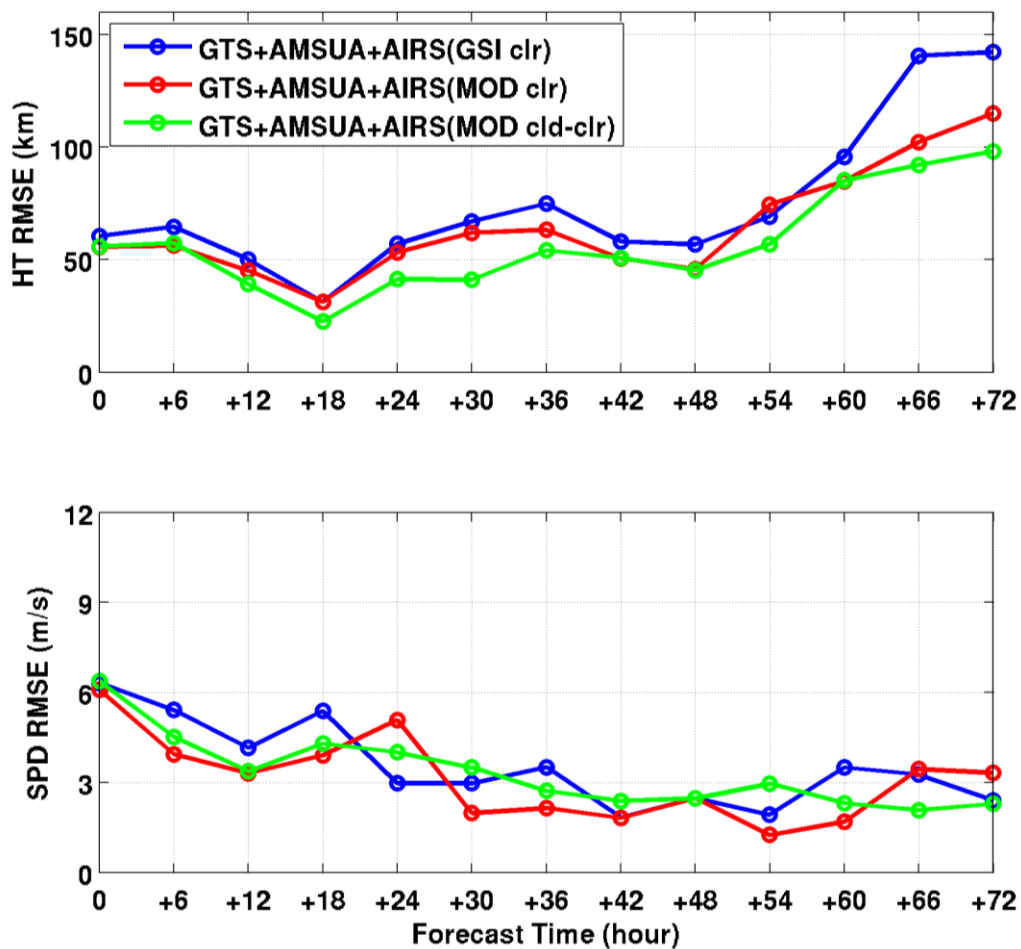 150
100
50
0
HT RMSE (km)
GTS+AMSUA+AIRS(GSI clr)
GTS+AMSUA+AIRS(MOD clr)
GTS+AMSUA+AIRS(MOD cld-clr)
0 +6 +12 +18 +24 +30 +36 +42 +48 +54 +60 +66 +72
12
9
6
3
0
SPD RMSE (m/s)
0 +6 +12 +18 +24 +30 +36 +42 +48 +54 +60 +66 +72
Forecast Time (hour)